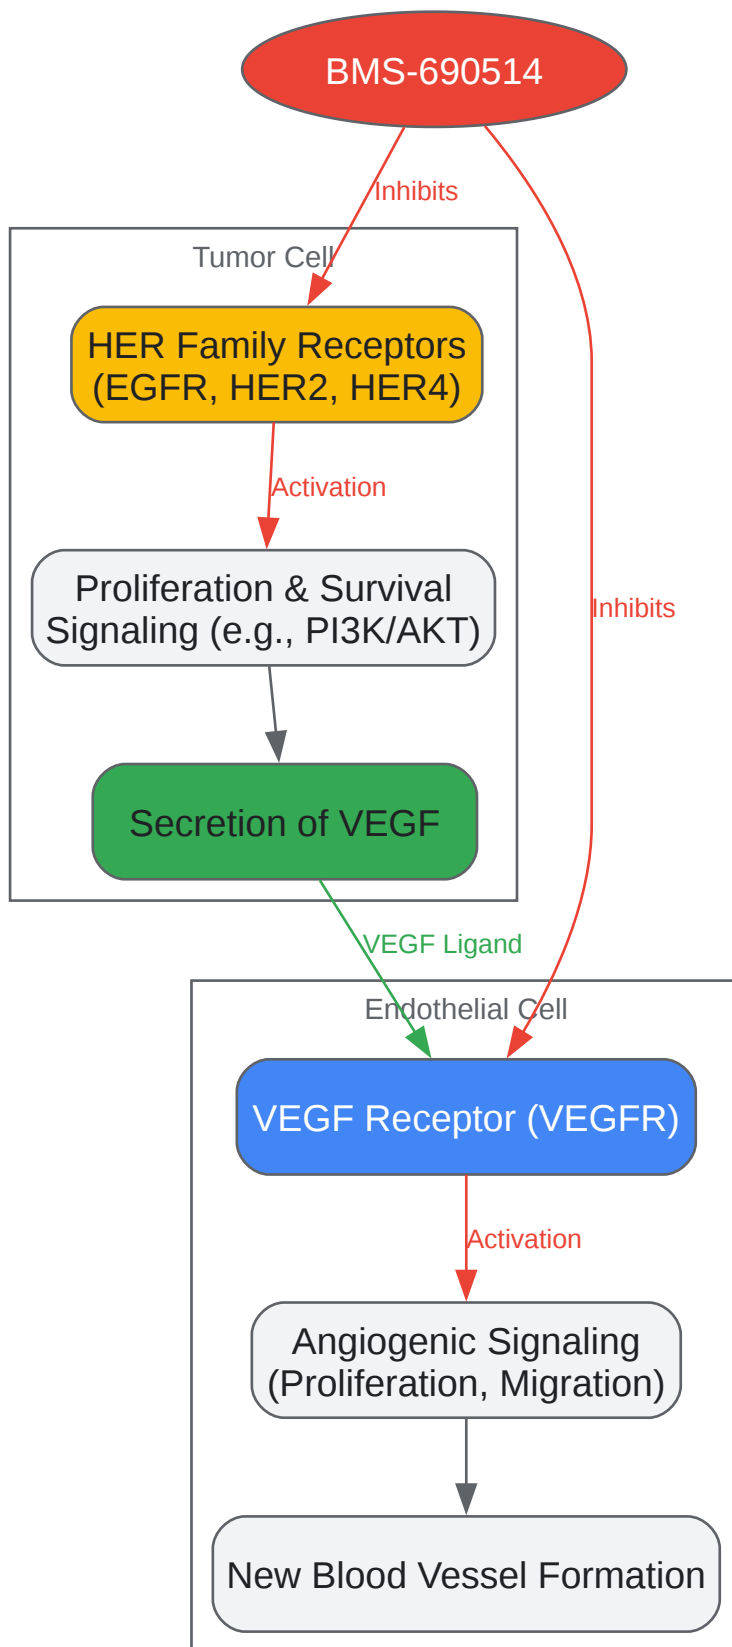 BMS-690514
Inhibits
Tumor Cell
HER Family Receptors
(EGFR, HER2, HER4)
Activation
Proliferation & Survival
Signaling (e.g., PI3K/AKT)
Inhibits
Secretion of VEGF
VEGF Ligand
Endothelial Cell
VEGF Receptor (VEGFR)
Activation
Angiogenic Signaling
(Proliferation, Migration)
New Blood Vessel Formation